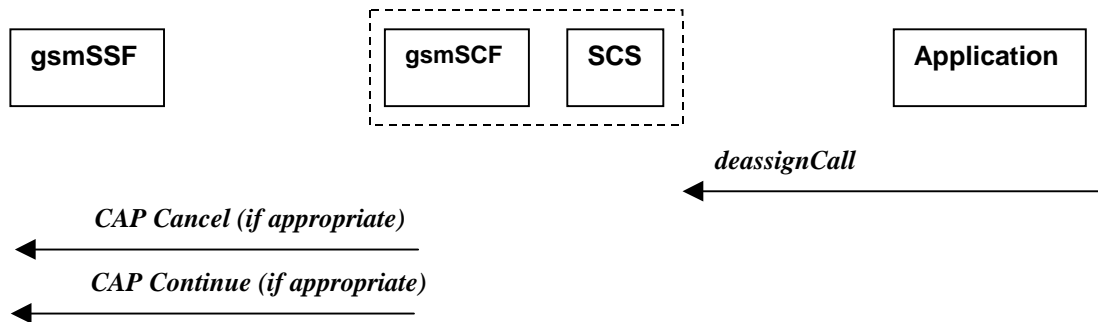 gsmSSF
gsmSCF
SCS
Application
deassignCall
CAP Cancel (if appropriate)
CAP Continue (if appropriate)